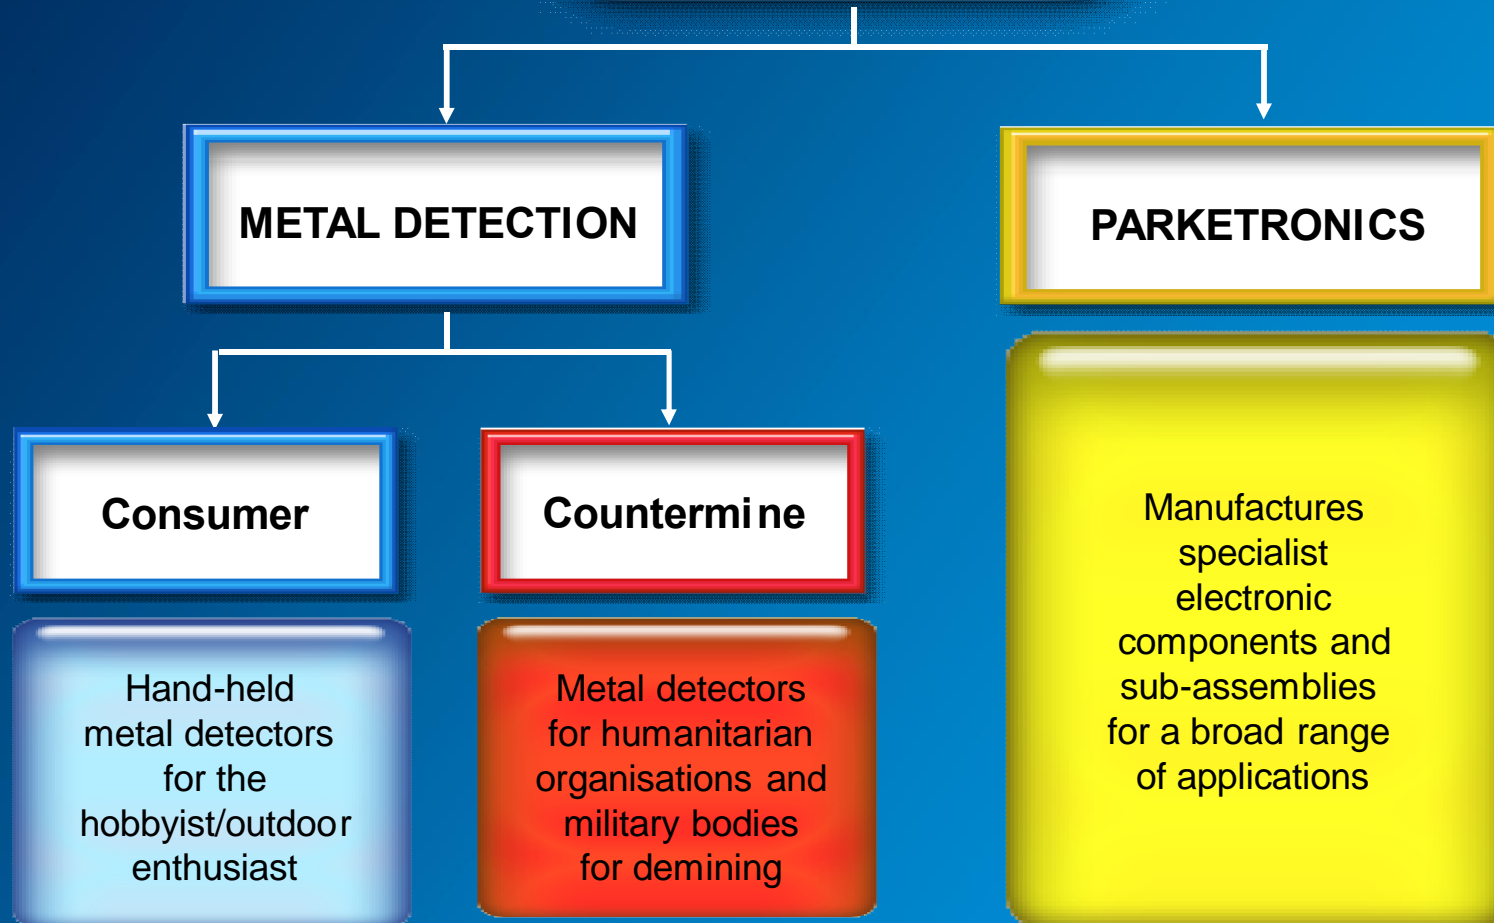 METAL DETECTION
PARKETRONICS
Consumer
Countermine
Hand-held
metal detectors
for the
hobbyist/outdoor
enthusiast
Metal detectors
for humanitarian
organisations and
military bodies
for demining
Manufactures
specialist
electronic
components and
sub-assemblies
for a broad range
of applications